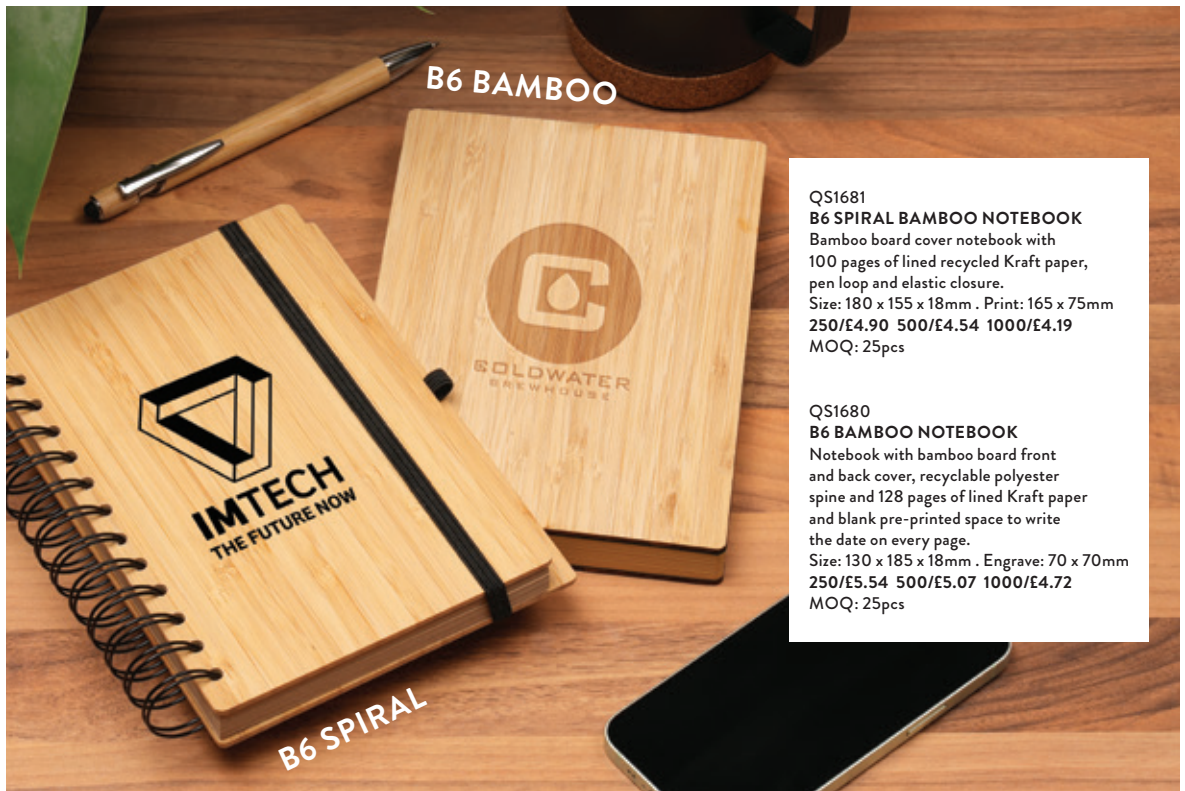 B6 BAMBOO
COLDWATER
BREWHOUSE
IMTECH
THE FUTURE NOW
B6 SPIRAL
QS1681
B6 SPIRAL BAMBOO NOTEBOOK
Bamboo board cover notebook with
100 pages of lined recycled Kraft paper,
pen loop and elastic closure.
Size: 180 x 155 x 18mm . Print: 165 x 75mm
250/£4.90 500/£4.54 1000/£4.19
MOQ: 25pcs
QS1680
B6 BAMBOO NOTEBOOK
Notebook with bamboo board front
and back cover, recyclable polyester
spine and 128 pages of lined Kraft paper
and blank pre-printed space to write
the date on every page.
Size: 130 x 185 x 18mm . Engrave: 70 x 70mm
250/£5.54 500/£5.07 1000/£4.72
MOQ: 25pcs